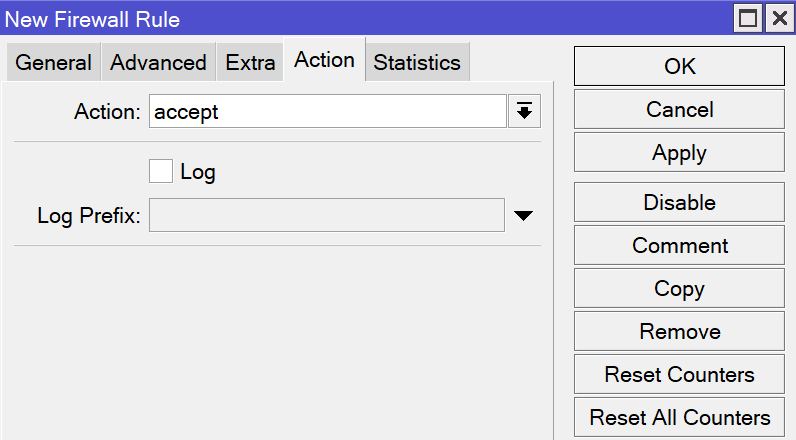 New Firewall Rule
General Advanced Extra Action Statistics
Action: accept
Log
Log Prefix:
OK
Cancel
Apply
Disable
Comment
Copy
Remove
Reset Counters
Reset All Counters